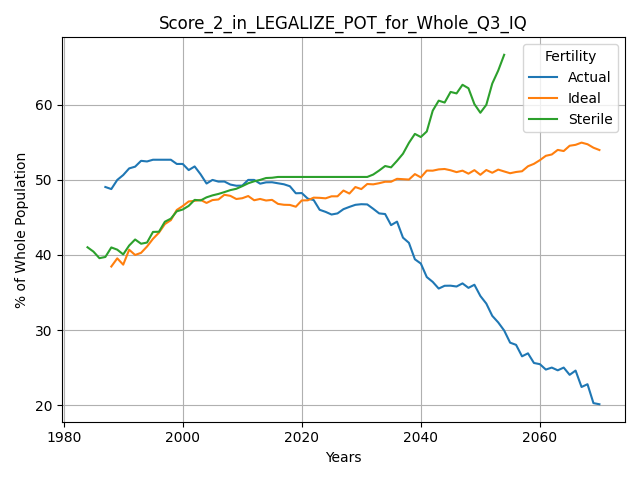 Score_2_in_LEGALIZE_POT_for_Whole_Q3_IQ
% of Whole Population
60
50
40
30
20
Fertility
Actual
Ideal
Sterile
1980
2000
2020
2040
2060
Years